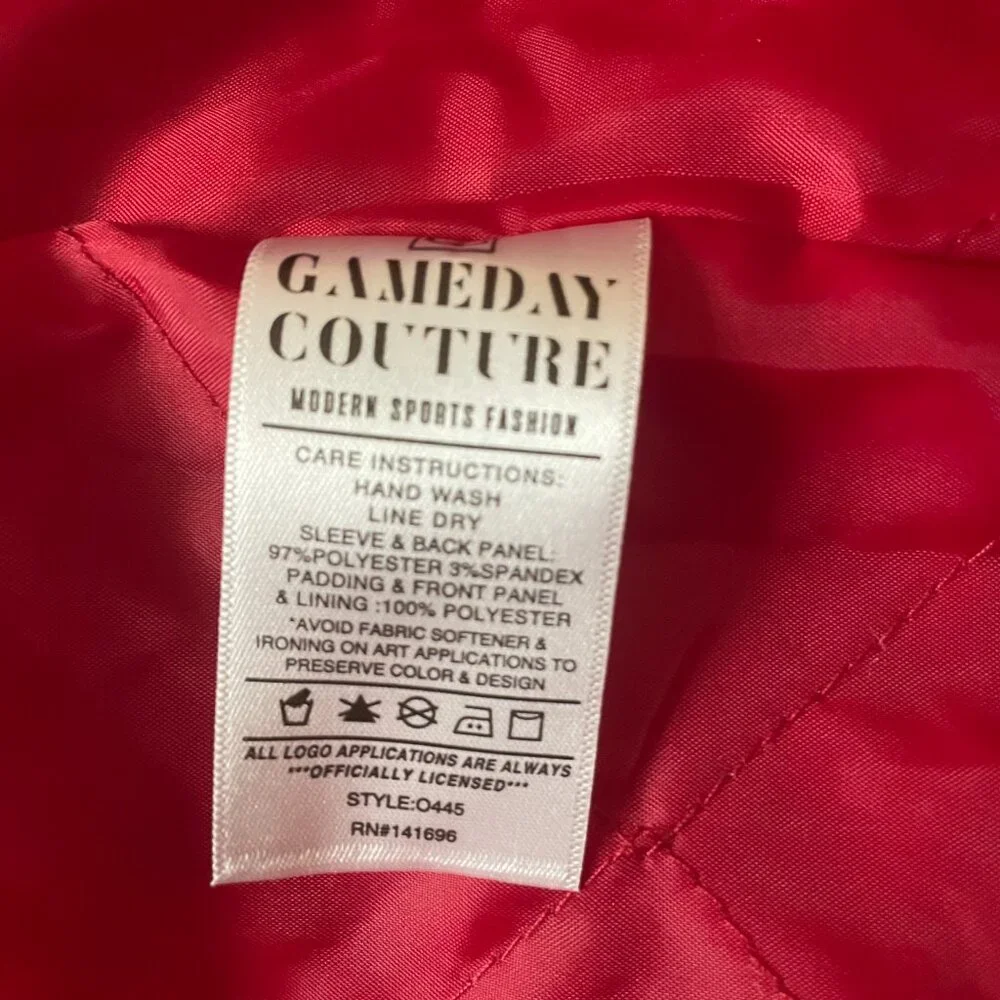 GAMEDAY
COUTURE
MODERN SPORTS FASHION
CARE INSTRUCTIONS:
HAND WASH
LINE DRY
SLEEVE & BACK PANEL:
97%POLYESTER 3%SPANDEX
PADDING & FRONT PANEL
& LINING :100% POLYESTER
*AVOID FABRIC SOFTENER &
IRONING ON ART APPLICATIONS TO
PRESERVE COLOR & DESIGN
ALL LOGO APPLICATIONS ARE ALWAYS
***OFFICIALLY LICENSED***
STYLE:O445
RN#141696